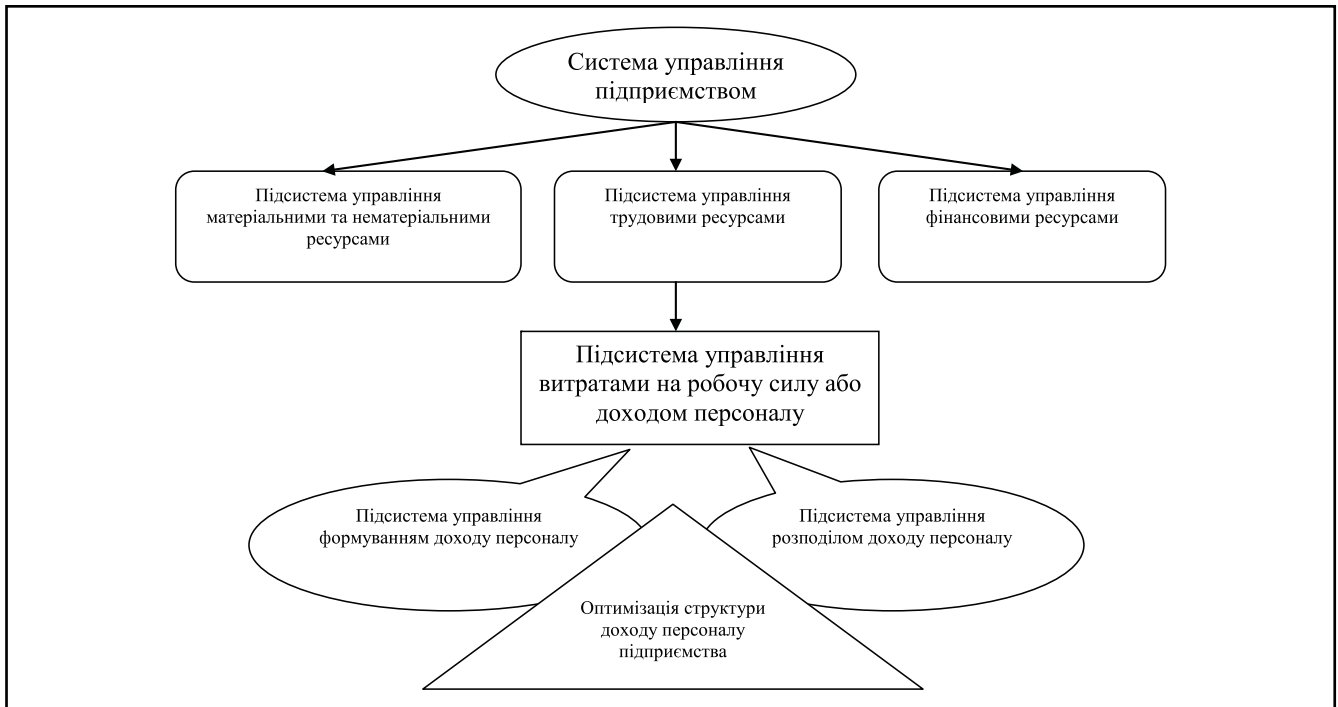 Система управління
підприємством
Підсистема управління
матеріальними та нематеріальними
ресурсами
Підсистема управління
трудовими ресурсами
Підсистема управління
фінансовими ресурсами
Підсистема управління
витратами на робочу силу або
доходом персоналу
Підсистема управління
формуванням доходу персоналу
Підсистема управління
розподілом доходу персоналу
Оптимізація структури
доходу персоналу
підприємства